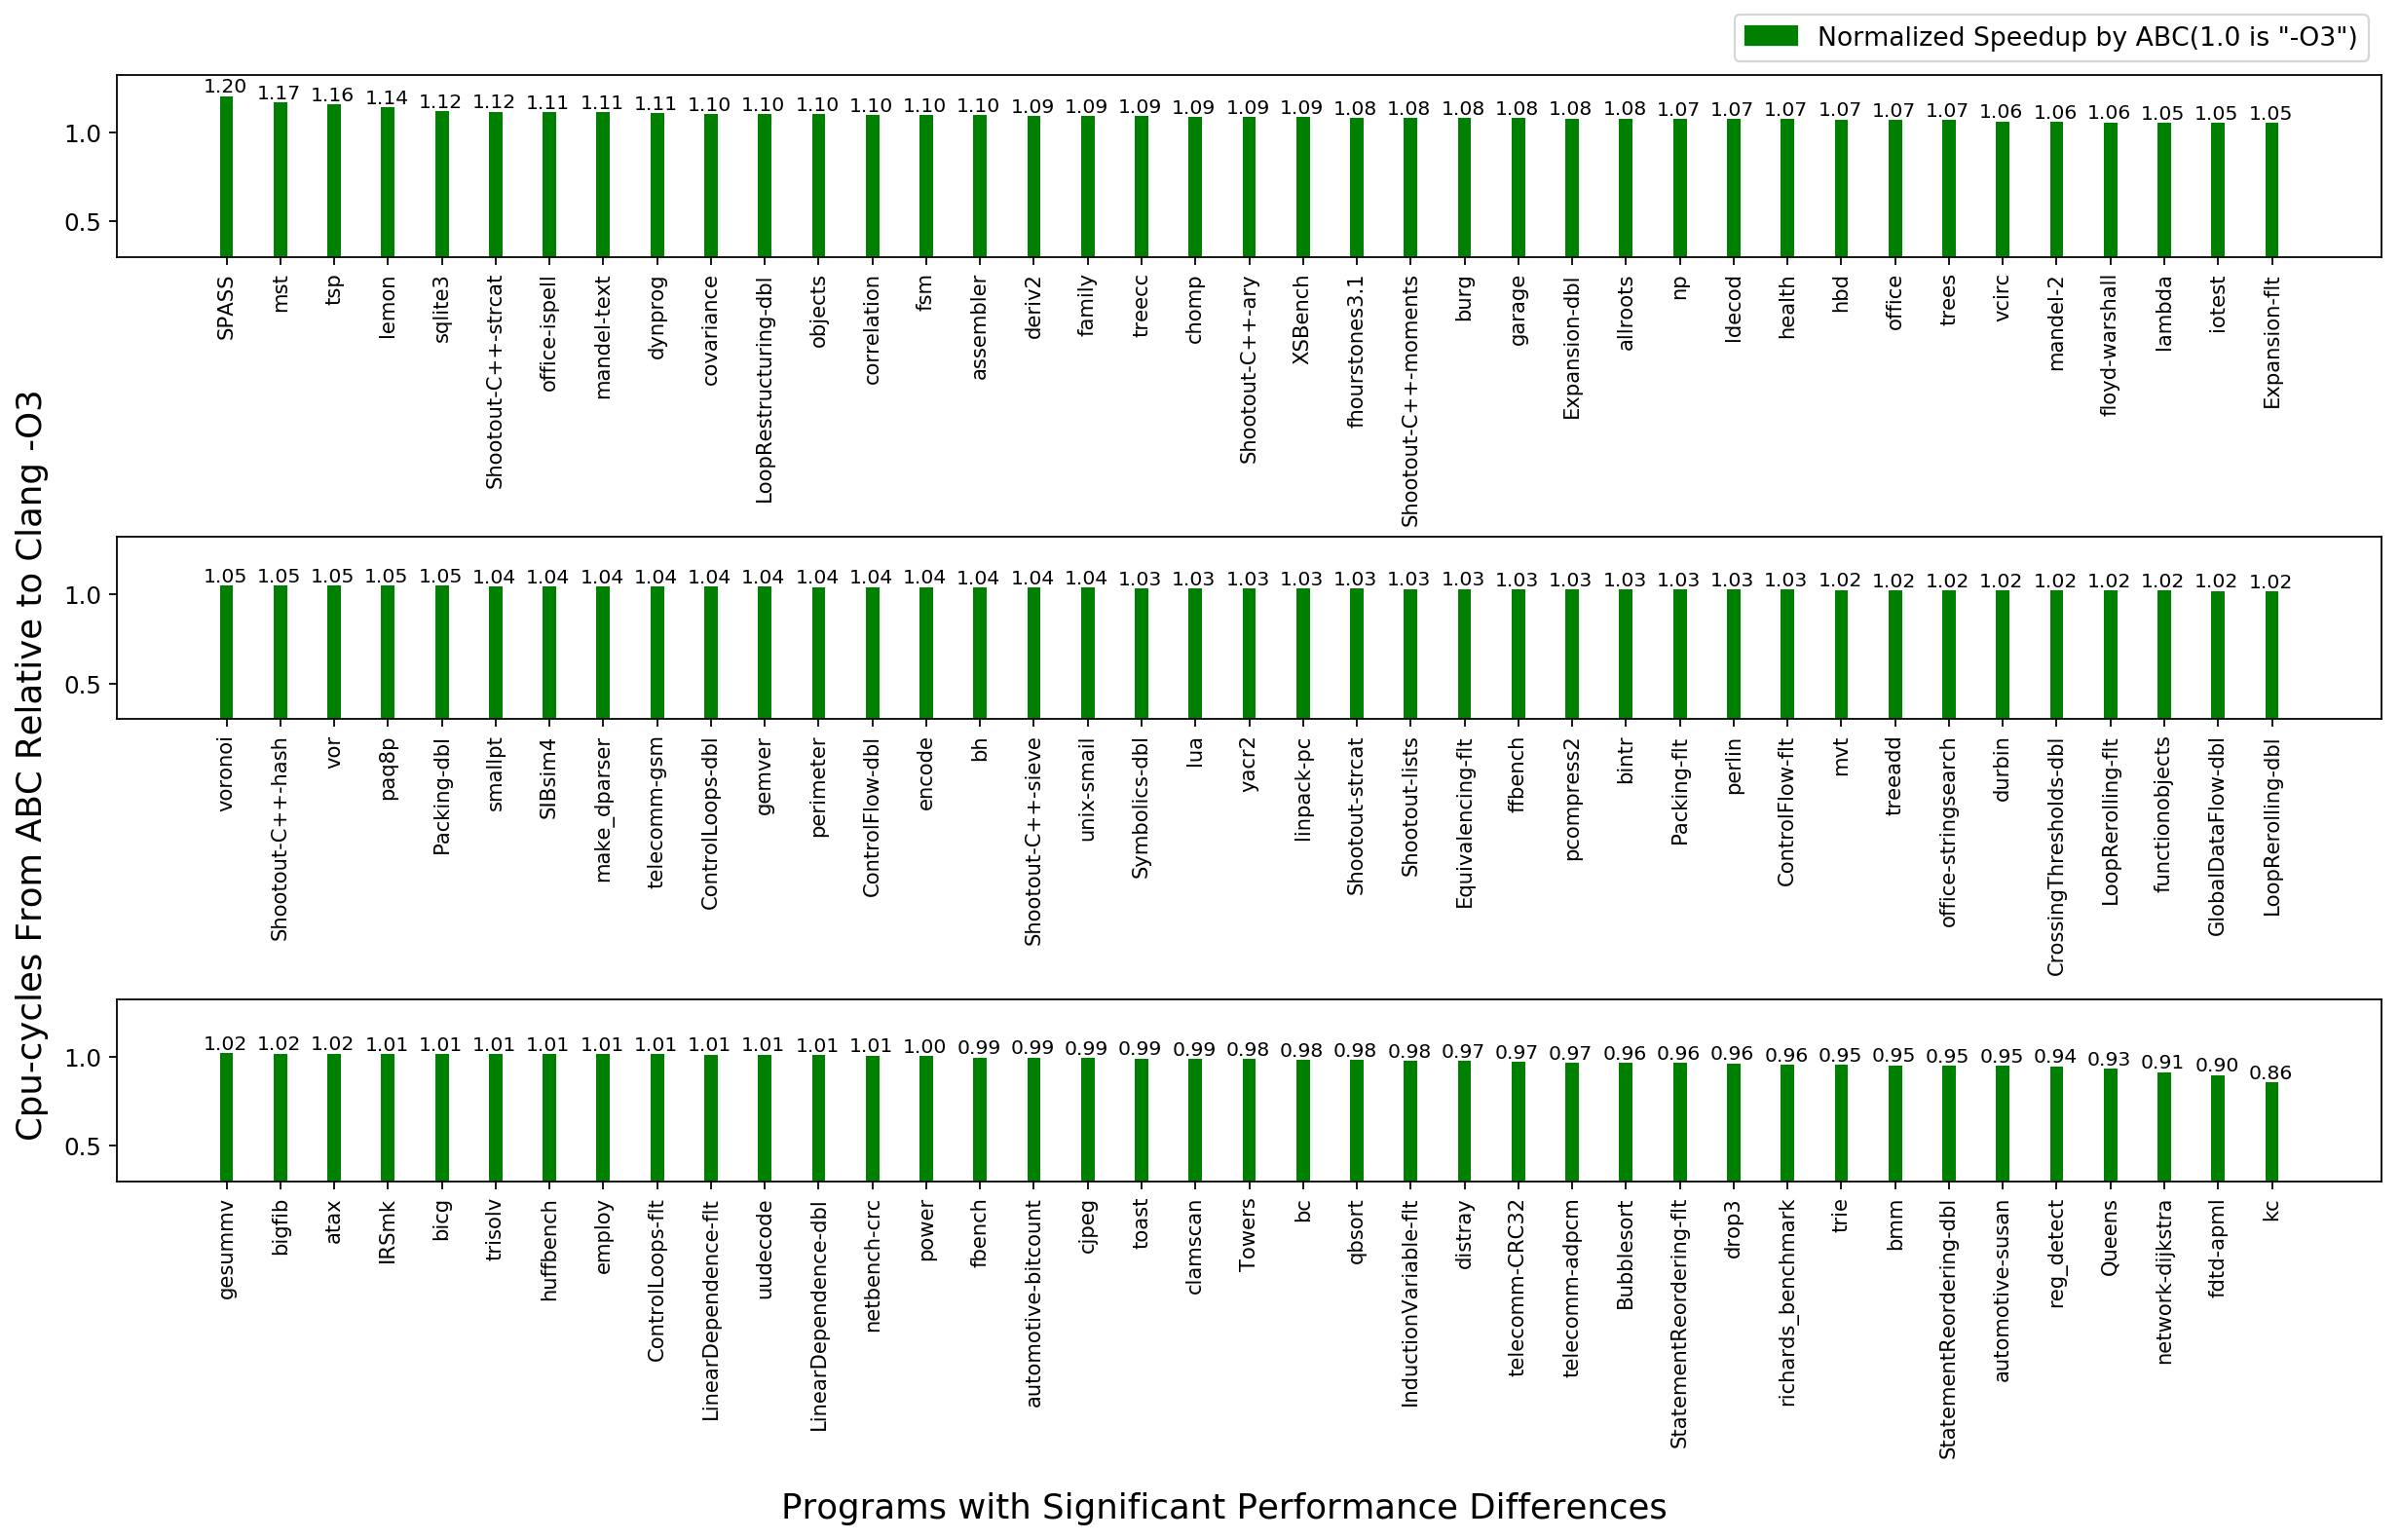 Normalized Speedup by ABC(1.0 is "-O3")
Cpu-cycles From ABC Relative to Clang -O3
1.20 1.17 1.16 1.14 1.12 1.12 1.11 1.11 1.11 1.10 1.10 1.10 1.10 1.10 1.10 1.09 1.09 1.09 1.09 1.09 1.09 1.08 1.08 1.08 1.08 1.08 1.08 1.07 1.07 1.07 1.07 1.07 1.07 1.06 1.06 1.06 1.05 1.05 1.05
1.0
0.5
SPASS
mst
tsp
lemon
sqlite3
Shootout-C++-strcat
office-ispell
mandel-text
dynprog
covariance
LoopRestructuring-dbl
objects
correlation
fsm
assembler
deriv2
family
treecc
chomp
Shootout-C++-ary
XSBench
fhourstones3.1
Shootout-C++-moments
burg
garage
Expansion-dbl
allroots
np
ldecod
health
hbd
office
trees
vcirc
mandel-2
floyd-warshall
lambda
iotest
Expansion-flt
1.05 1.05 1.05 1.05 1.05 1.04 1.04 1.04 1.04 1.04 1.04 1.04 1.04 1.04 1.04 1.04 1.04 1.03 1.03 1.03 1.03 1.03 1.03 1.03 1.03 1.03 1.03 1.03 1.03 1.03 1.02 1.02 1.02 1.02 1.02 1.02 1.02 1.02 1.02
1.0
0.5
voronoi
Shootout-C++-hash
vor
paq8p
Packing-dbl
smallpt
SIBsim4
make_dparser
telecomm-gsm
ControlLoops-dbl
gemver
perimeter
ControlFlow-dbl
encode
bh
Shootout-C++-sieve
unix-smail
Symbolics-dbl
lua
yacr2
linpack-pc
Shootout-strcat
Shootout-lists
Equivalencing-flt
ffbench
pcompress2
bintr
Packing-flt
perlin
ControlFlow-flt
mvt
treeadd
office-stringsearch
durbin
CrossingThresholds-dbl
LoopRerolling-flt
functionobjects
GlobalDataFlow-dbl
LoopRerolling-dbl
1.02 1.02 1.02 1.01 1.01 1.01 1.01 1.01 1.01 1.01 1.01 1.01 1.01 1.00 0.99 0.99 0.99 0.99 0.99 0.98 0.98 0.98 0.98 0.97 0.97 0.97 0.96 0.96 0.96 0.96 0.95 0.95 0.95 0.95 0.94 0.93 0.91 0.90 0.86
1.0
0.5
gesummv
bigfib
atax
IRSmk
bicg
trisolv
huffbench
employ
ControlLoops-flt
LinearDependence-flt
uudecode
LinearDependence-dbl
netbench-crc
power
fbench
automotive-bitcount
cjpeg
toast
clamscan
Towers
bc
qbsort
InductionVariable-flt
distray
telecomm-CRC32
telecomm-adpcm
Bubblesort
StatementReordering-flt
drop3
richards_benchmark
trie
bmm
StatementReordering-dbl
automotive-susan
reg_detect
Queens
network-dijkstra
fdtd-apml
kc
Programs with Significant Performance Differences